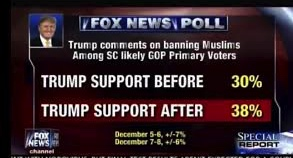 FOX NEWS POLL
Trump comments on banning Muslims
Among SC likely GOP Primary Voters
TRUMP SUPPORT BEFORE 30%
TRUMP SUPPORT AFTER 38%
December 5-6, +/-7%
December 7-8, +/-6%
FOX
NEWS
channel
SPECIAL
REPORT